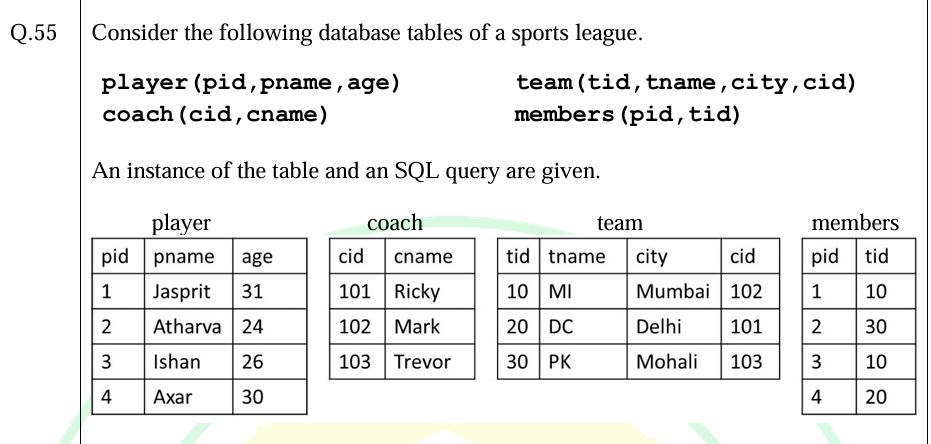 Q.55 Consider the following database tables of a sports league.
player(pid,pname,age) team(tid,tname,city,cid)
coach(cid,cname) members(pid,tid)
An instance of the table and an SQL query are given.
player coach team members
pid pname age cid cname tid tname city cid pid tid
1 Jasprit 31 101 Ricky 10 MI Mumbai 102 1 10
2 Atharva 24 102 Mark 20 DC Delhi 101 2 30
3 Ishan 26 103 Trevor 30 PK Mohali 103 3 10
4 Axar 30 4 20